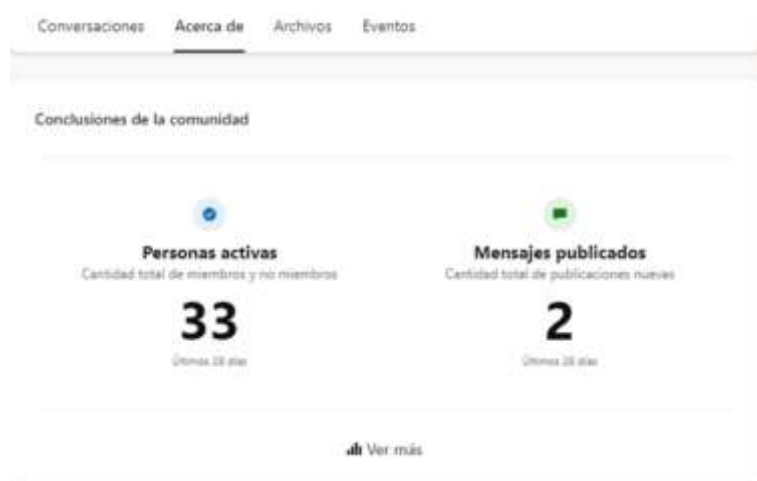 Conversaciones Acerca de Archivos Eventos
Conclusiones de la comunidad
Personas activas
Cantidad total de miembros y no miembros
33
Últimos 28 días
Mensajes publicados
Cantidad total de publicaciones nuevas
2
Últimos 28 días
Ver más